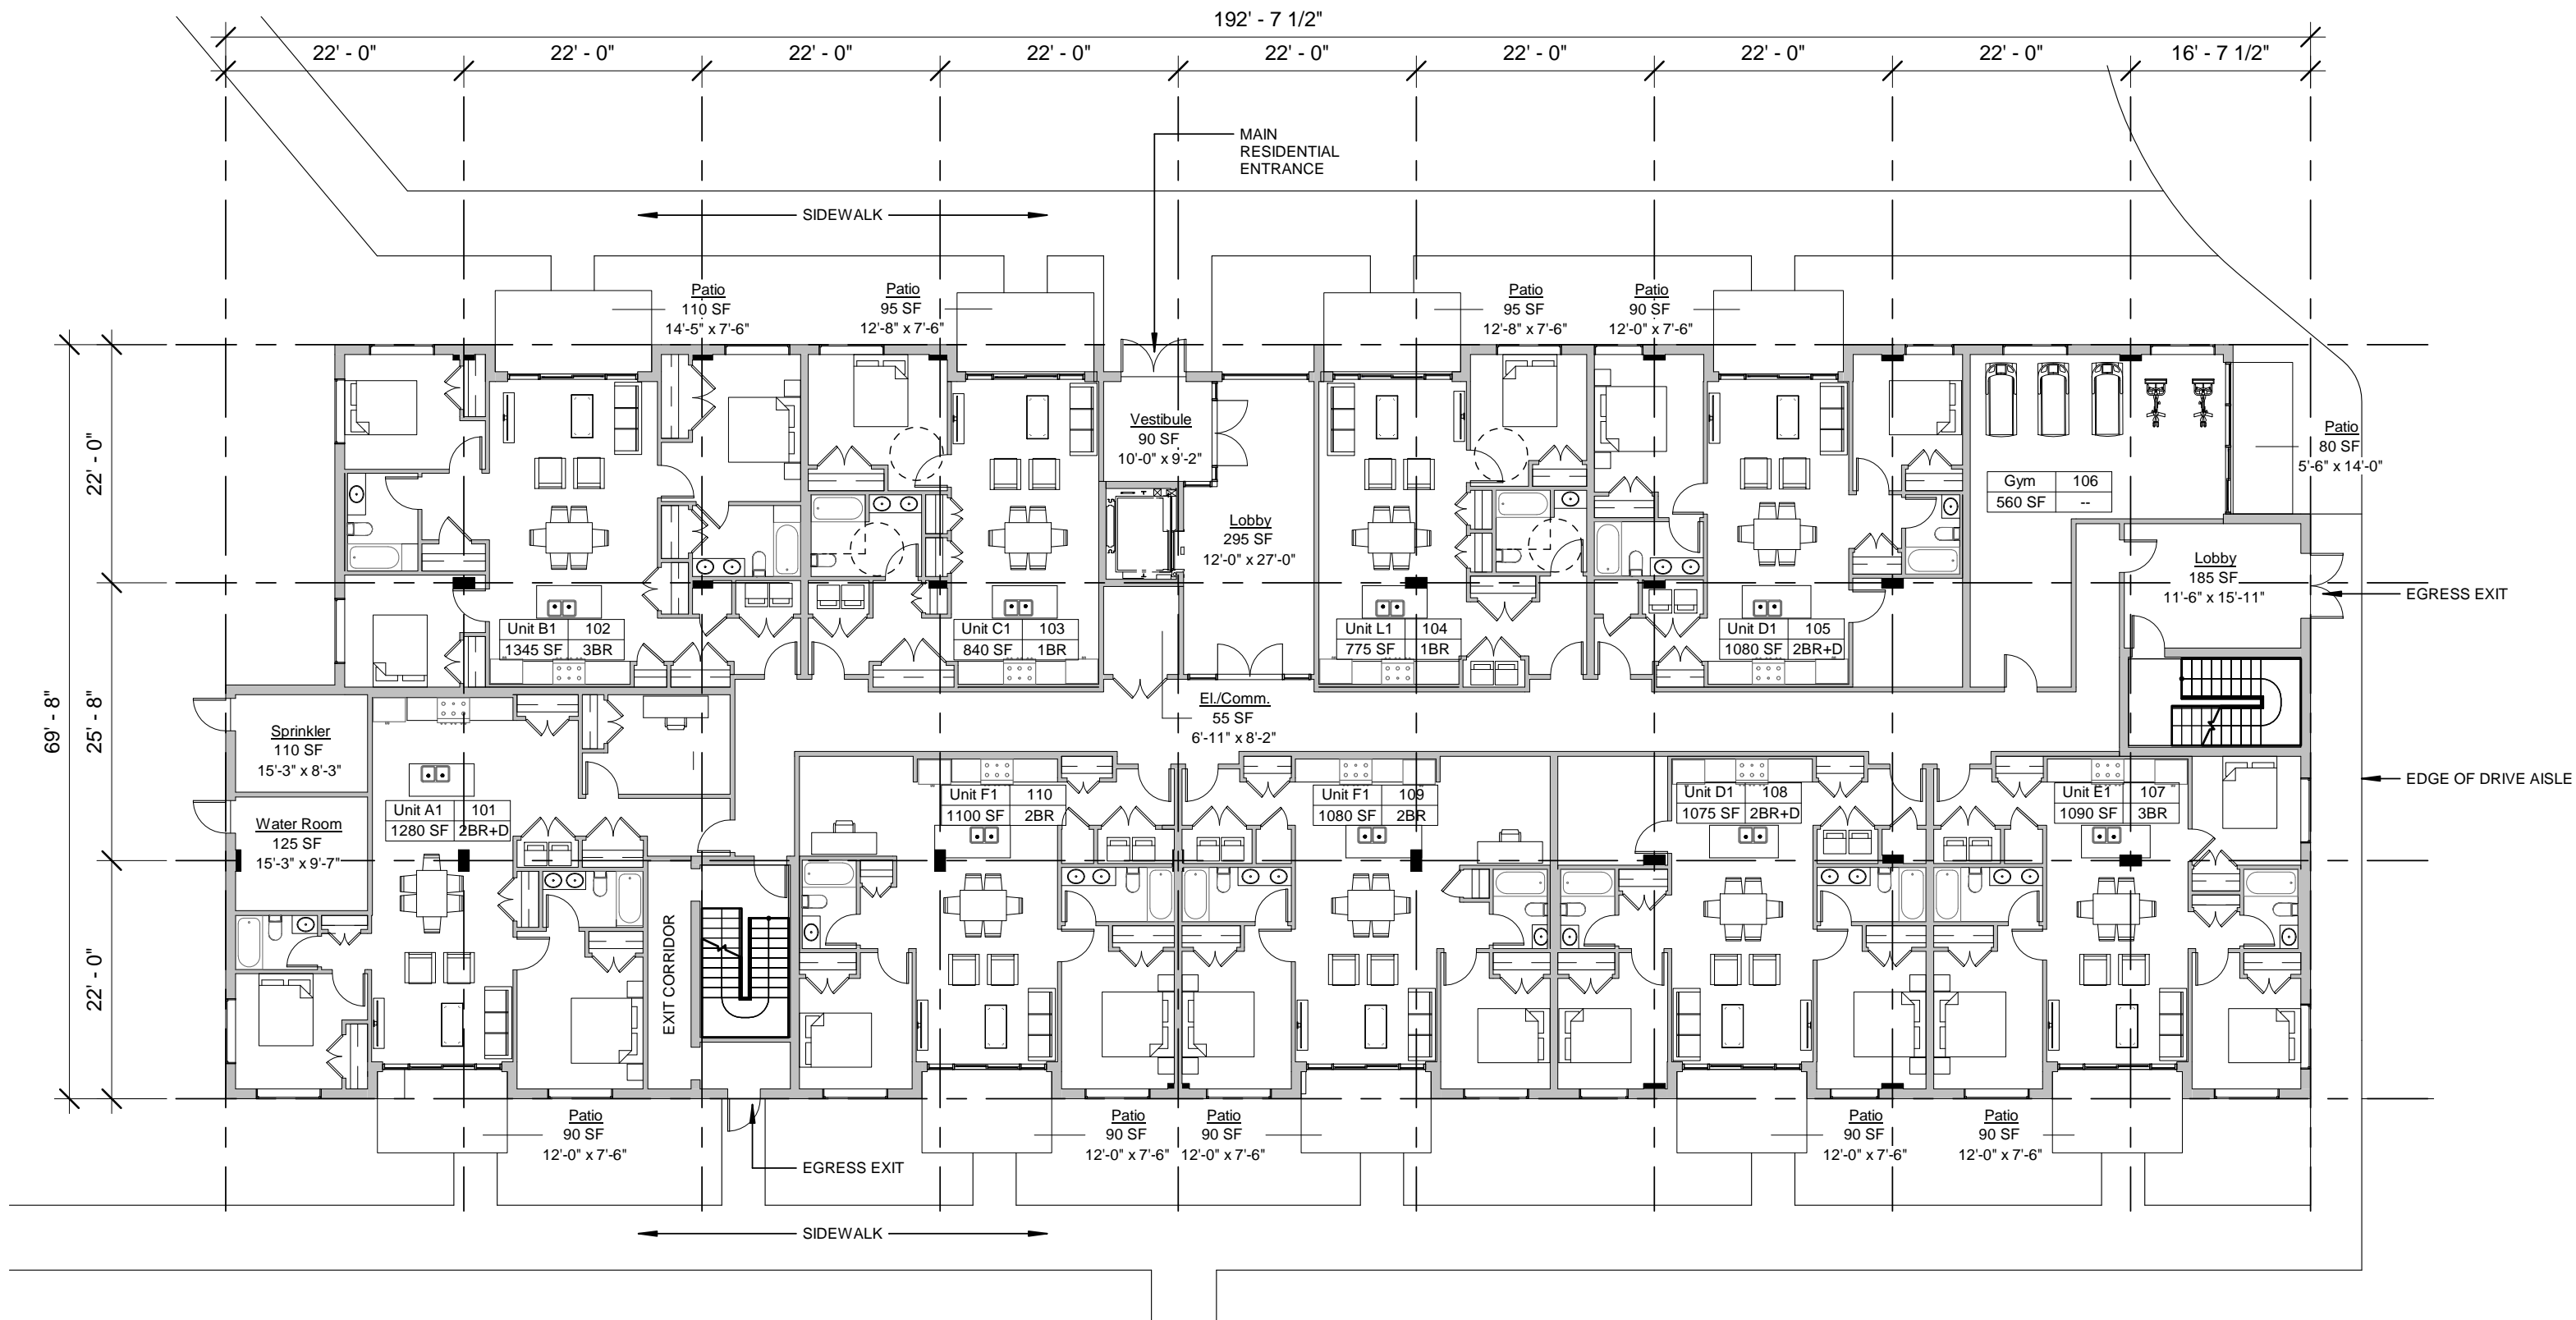 192' - 7 1/2"
22' - 0"
22' - 0"
22' - 0"
22' - 0"
22' - 0"
22' - 0"
22' - 0"
22' - 0"
16' - 7 1/2"
MAIN
RESIDENTIAL
ENTRANCE
SIDEWALK
Patio
110 SF
14'-5" x 7'-6"
Patio
95 SF
12'-8" x 7'-6"
Patio
95 SF
12'-8" x 7'-6"
Patio
90 SF
12'-0" x 7'-6"
Patio
80 SF
5'-6" x 14'-0"
Vestibule
90 SF
10'-0" x 9'-2"
Lobby
295 SF
12'-0" x 27'-0"
Gym 106
560 SF --
Lobby
185 SF
11'-6" x 15'-11"
EGRESS EXIT
Unit B1 102
1345 SF 3BR
Unit C1 103
840 SF 1BR
Unit L1 104
775 SF 1BR
Unit D1 105
1080 SF 2BR+D
69' - 8"
22' - 0"
25' - 8"
22' - 0"
El./Comm.
55 SF
6'-11" x 8'-2"
Sprinkler
110 SF
15'-3" x 8'-3"
Water Room
125 SF
15'-3" x 9'-7"
Unit A1 101
1280 SF 2BR+D
Unit F1 110
1100 SF 2BR
Unit F1 109
1080 SF 2BR
Unit D1 108
1075 SF 2BR+D
Unit E1 107
1090 SF 3BR
EDGE OF DRIVE AISLE
EXIT CORRIDOR
Patio
90 SF
12'-0" x 7'-6"
EGRESS EXIT
Patio
90 SF
12'-0" x 7'-6"
Patio
90 SF
12'-0" x 7'-6"
Patio
90 SF
12'-0" x 7'-6"
Patio
90 SF
12'-0" x 7'-6"
SIDEWALK